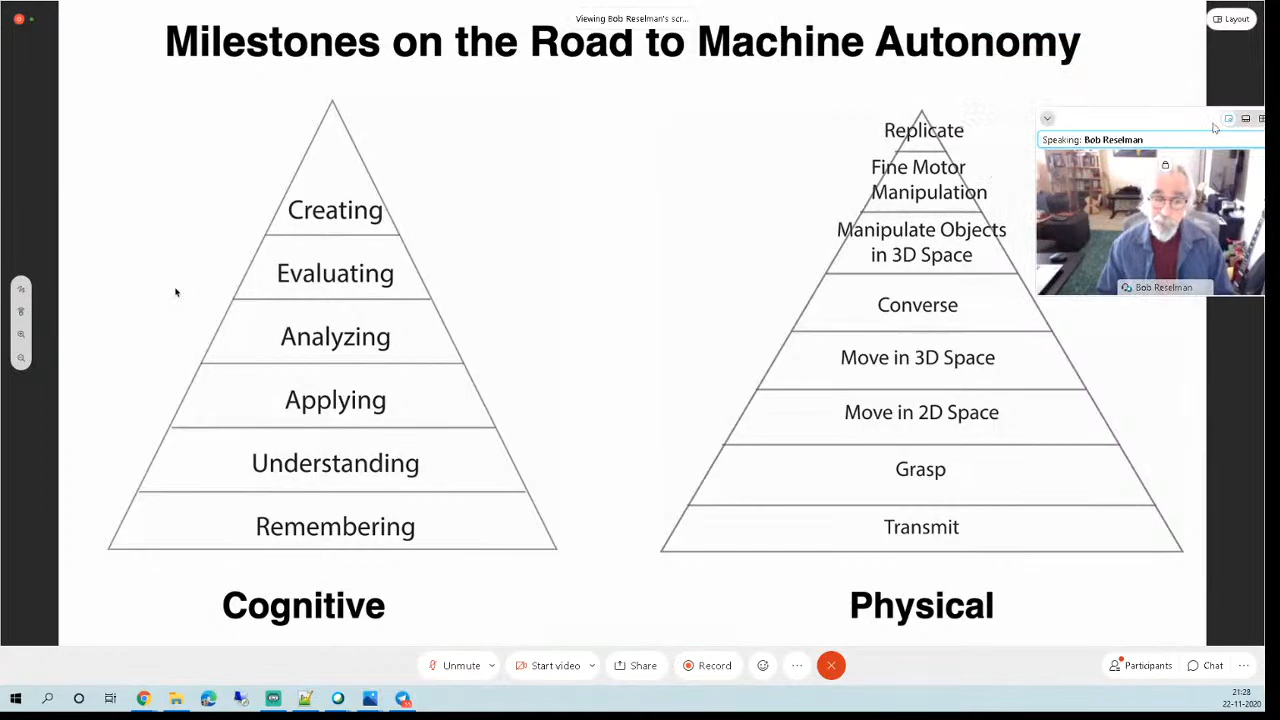 Viewing Bob Reselman's scr...
Layout
Milestones on the Road to Machine Autonomy
Creating
Evaluating
Analyzing
Applying
Understanding
Remembering
Cognitive
Replicate
Fine Motor
Manipulation
Manipulate Objects
in 3D Space
Converse
Move in 3D Space
Move in 2D Space
Grasp
Transmit
Physical
Speaking: Bob Reselman
Bob Reselman
Unmute
Start video
Share
Record
Participants
Chat
21:28
22-11-2020